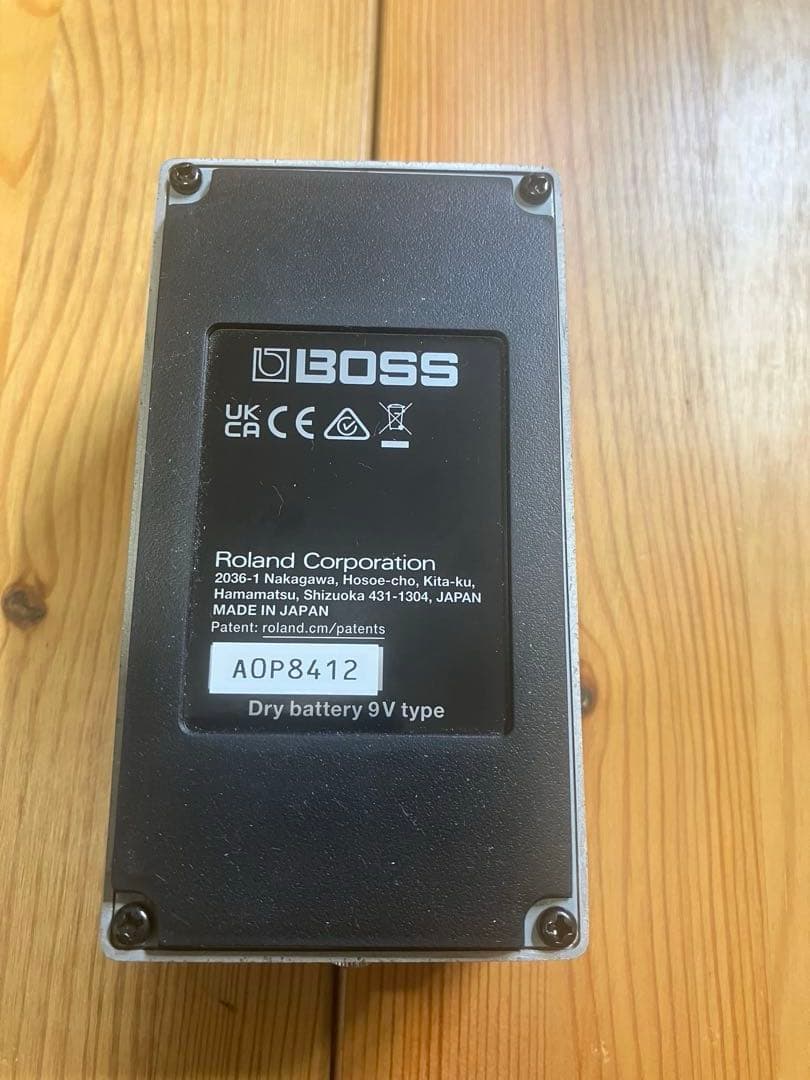 BOSS
UK
CA CE
Roland Corporation
2036-1 Nakagawa, Hosoe-cho, Kita-ku,
Hamamatsu, Shizuoka 431-1304, JAPAN
MADE IN JAPAN
Patent: roland.cm/patents
AOP8412
Dry battery 9V type